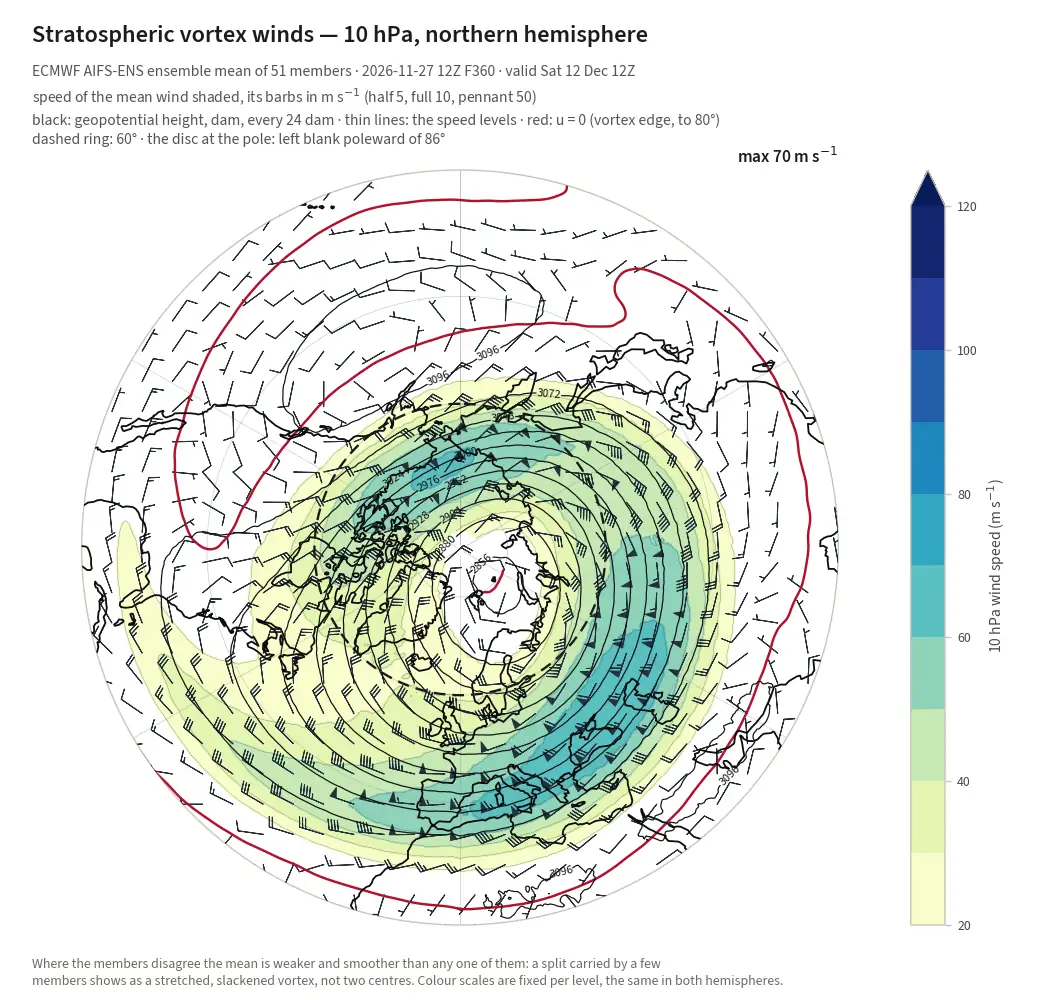 Stratospheric vortex winds — 10 hPa, northern hemisphere
ECMWF AIFS-ENS ensemble mean of 51 members · 2026-11-27 12Z F360 · valid Sat 12 Dec 12Z
speed of the mean wind shaded, its barbs in m s⁻¹ (half 5, full 10, pennant 50)
black: geopotential height, dam, every 24 dam · thin lines: the speed levels · red: u = 0 (vortex edge, to 80°)
dashed ring: 60° · the disc at the pole: left blank poleward of 86°
max 70 m s⁻¹
120
100
80
60
40
20
10 hPa wind speed (m s⁻¹)
3096
3096
3072
2976
2928
2880
2856
3096
3096
Where the members disagree the mean is weaker and smoother than any one of them: a split carried by a few
members shows as a stretched, slackened vortex, not two centres. Colour scales are fixed per level, the same in both hemispheres.